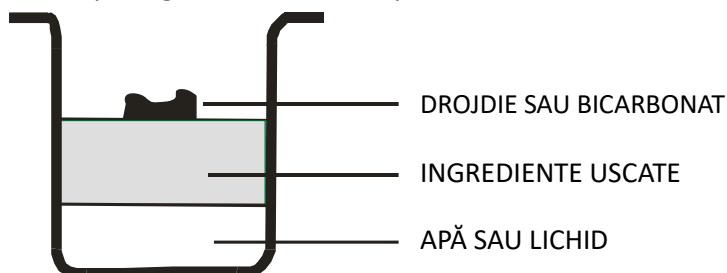 DROJDIE SAU BICARBONAT
INGREDIENTE USCATE
APĂ SAU LICHID